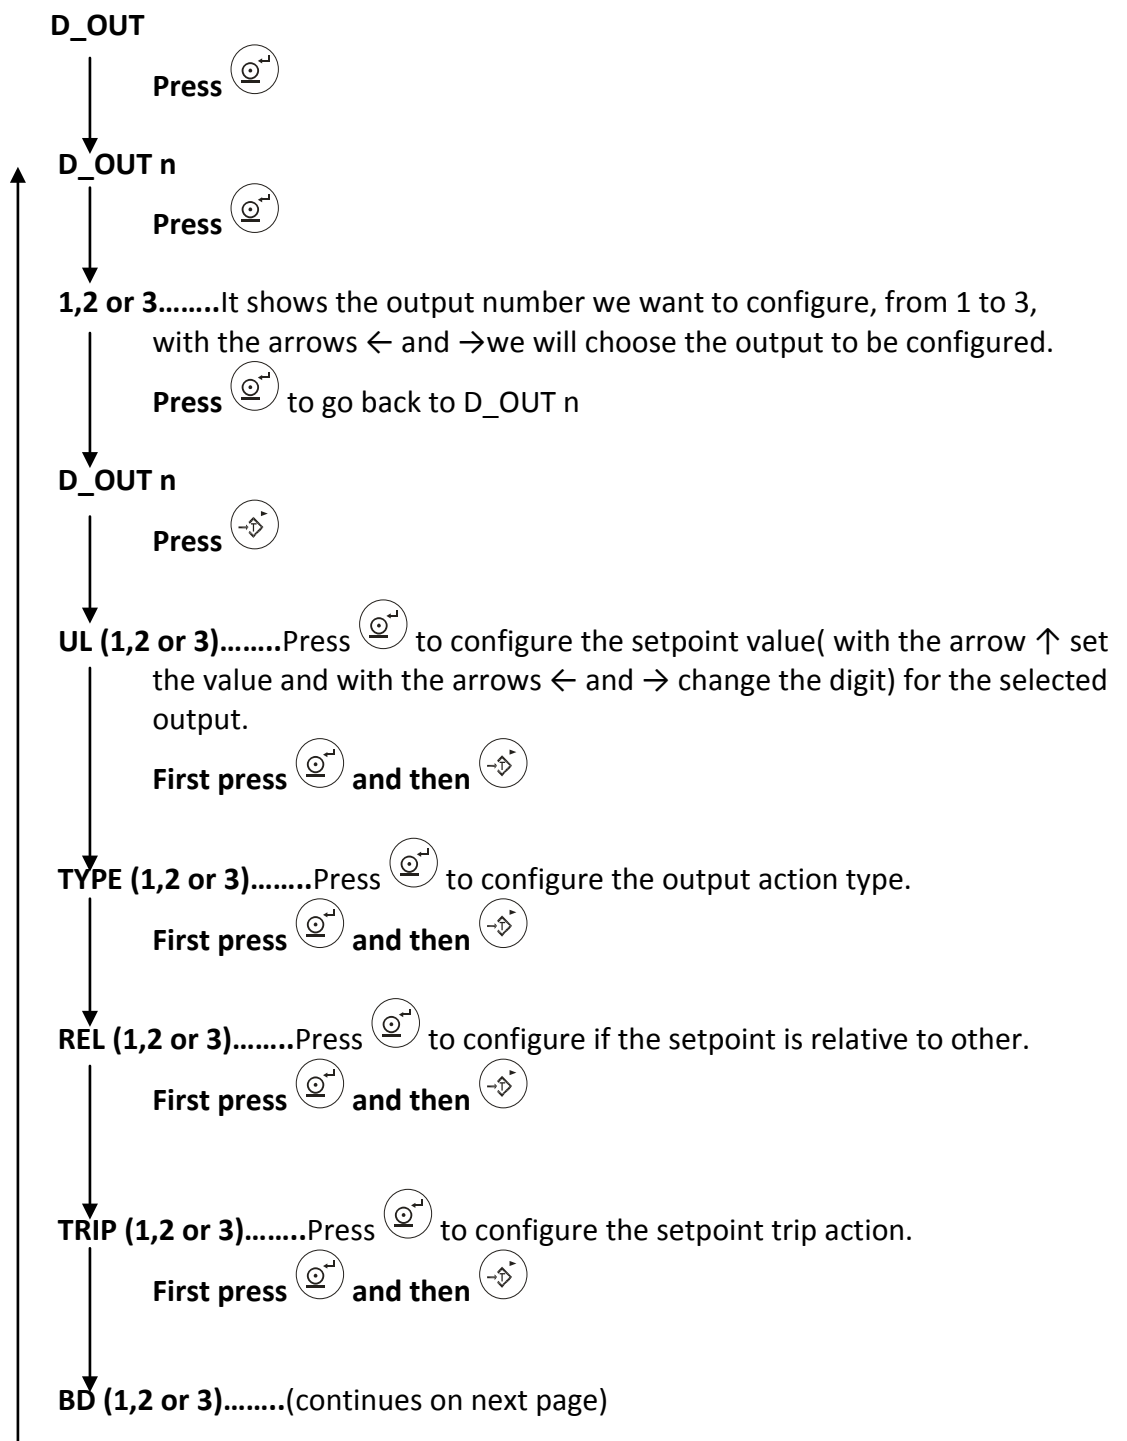 D_OUT
Press
D_OUT n
Press
1,2 or 3........It shows the output number we want to configure, from 1 to 3,
with the arrows ← and →we will choose the output to be configured.
Press to go back to D_OUT n
D_OUT n
Press
UL (1,2 or 3)........Press to configure the setpoint value( with the arrow ↑ set
the value and with the arrows ← and → change the digit) for the selected
output.
First press and then
TYPE (1,2 or 3)........Press to configure the output action type.
First press and then
REL (1,2 or 3)........Press to configure if the setpoint is relative to other.
First press and then
TRIP (1,2 or 3)........Press to configure the setpoint trip action.
First press and then
BD (1,2 or 3)........(continues on next page)